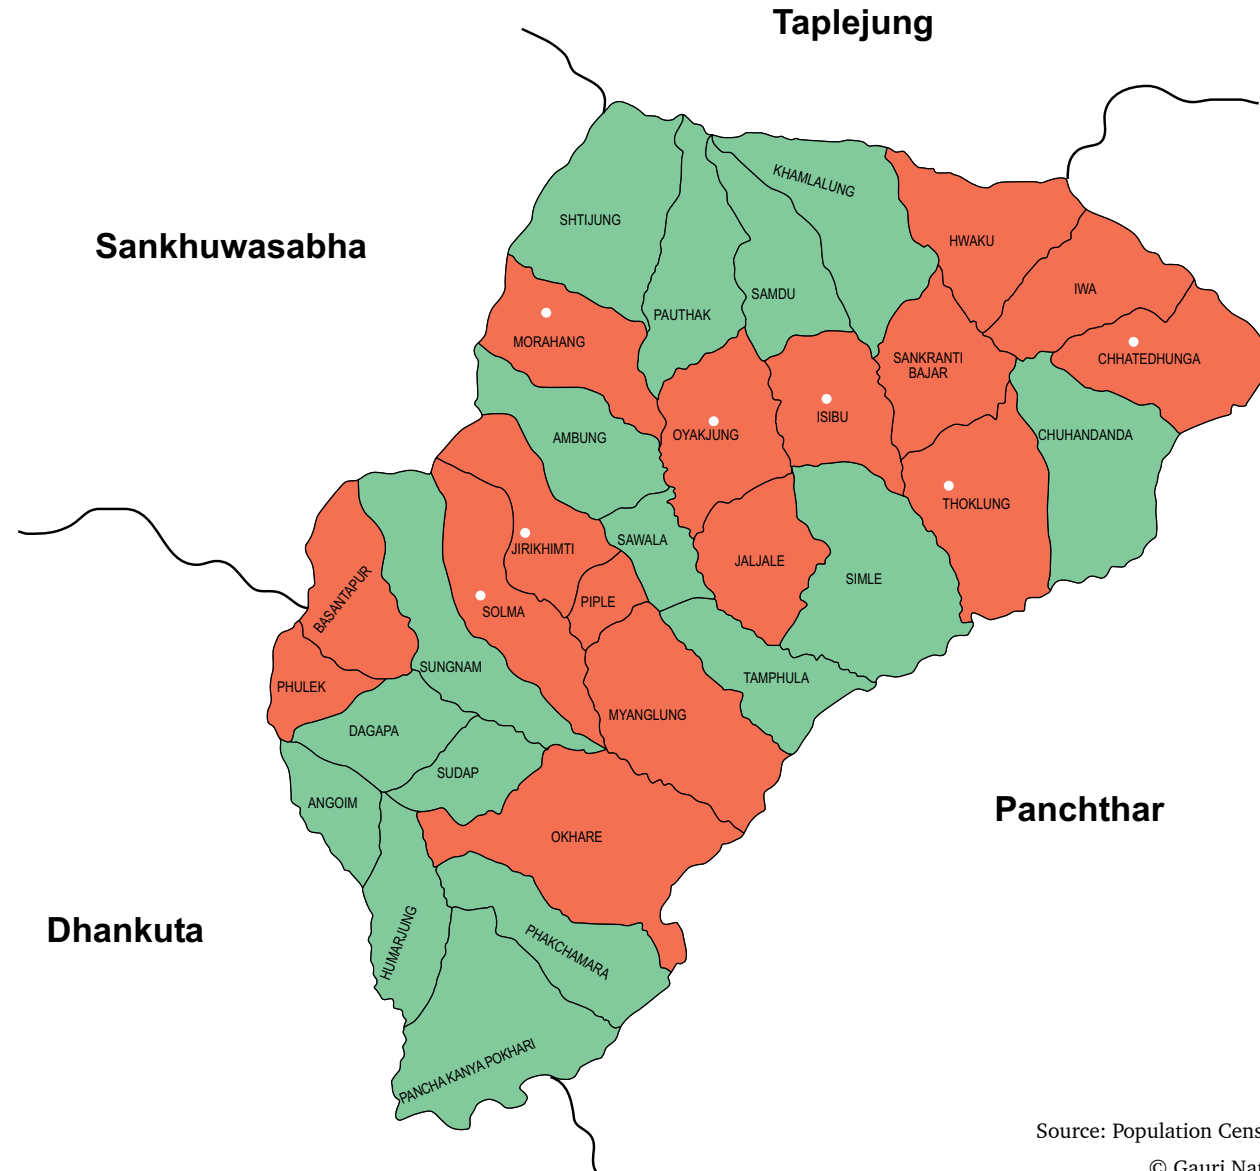 Taplejung
KHAMLALUNG
SHTIJUNG
HWAKU
Sankhuwasabha
IWA
SAMDU
PAUTHAK
MORAHANG
SANKRANTI
BAJAR
CHHATEDHUNGA
ISIBU
OYAKJUNG
AMBUNG
CHUHANDANDA
THOKLUNG
SAWALA
JIRIKHIMTI
JALJALE
SIMLE
BASANTAPUR
PIPLE
SOLMA
SUNGNAM
TAMPHULA
PHULEK
MYANGLUNG
DAGAPA
SUDAP
ANGOIM
Panchthar
OKHARE
Dhankuta
HUMARJUNG
PHAKCHAMARA
PANCHA KANYA POKHARI
Source: Population Cens
© Gauri Nar